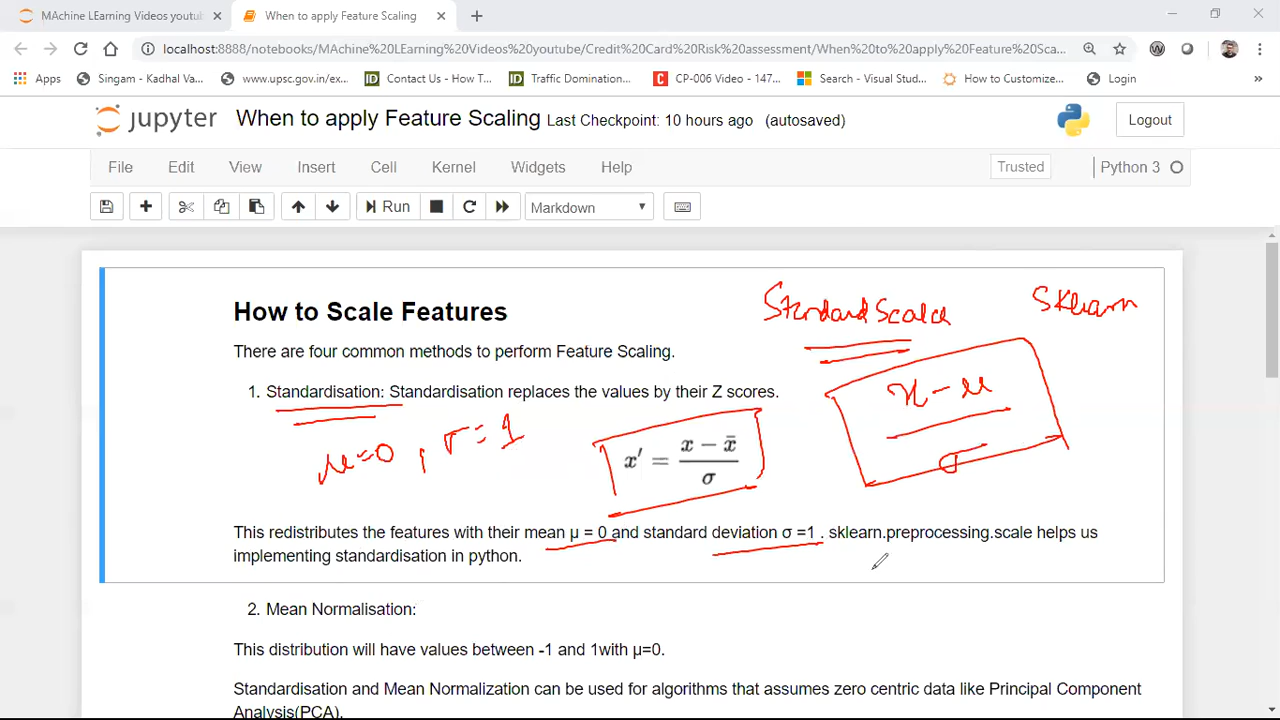 MAchine LEarning Videos youtub
When to apply Feature Scaling
localhost:8888/notebooks/MAchine%20LEarning%20Videos%20youtube/Credit%20Card%20Risk%20assessment/When%20to%20apply%20Feature%20Sca...
Apps
Singam - Kadhal Va...
www.upsc.gov.in/ex...
ID Contact Us - How T...
ID Traffic Domination...
C CP-006 Video - 147...
Search - Visual Stud...
How to Customize...
Login
»
jupyter When to apply Feature Scaling Last Checkpoint: 10 hours ago (autosaved)
Logout
File Edit View Insert Cell Kernel Widgets Help
Trusted
Python 3
Run
Markdown
StandardScaler
SKlearn
How to Scale Features
There are four common methods to perform Feature Scaling.
1. Standardisation: Standardisation replaces the values by their Z scores.
x - μ
σ
μ=0, σ=1
x′ = x − x̄
σ
This redistributes the features with their mean μ = 0 and standard deviation σ =1 . sklearn.preprocessing.scale helps us
implementing standardisation in python.
2. Mean Normalisation:
This distribution will have values between -1 and 1with μ=0.
Standardisation and Mean Normalization can be used for algorithms that assumes zero centric data like Principal Component
Analysis(PCA).